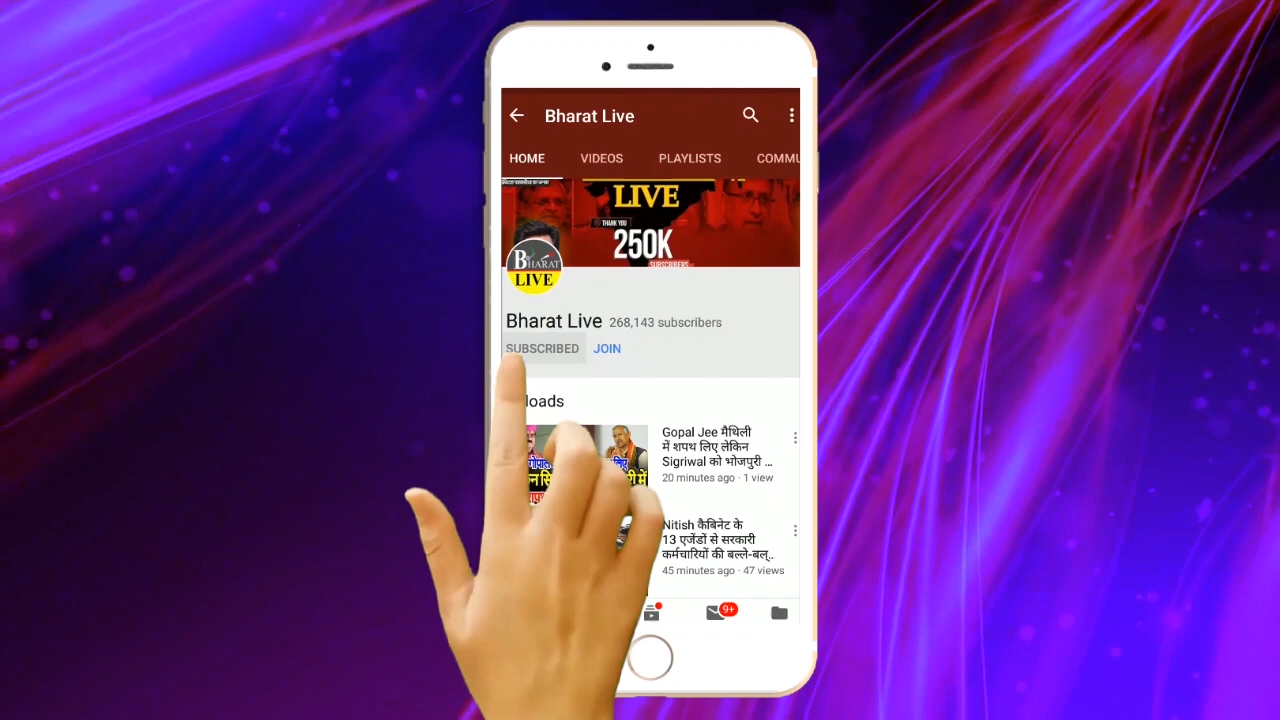 Bharat Live
HOME VIDEOS PLAYLISTS COMMU
LIVE
THANK YOU
250K
SUBSCRIBERS
BHARAT
LIVE
Bharat Live 268,143 subscribers
SUBSCRIBED JOIN
loads
Gopal Jee मैथिली
में शपथ लिए लेकिन
Sigriwal को भोजपुरी ...
20 minutes ago · 1 view
Nitish कैबिनेट के
13 एजेंडों से सरकारी
कर्मचारियों की बल्ले-बल्..
45 minutes ago · 47 views
9+